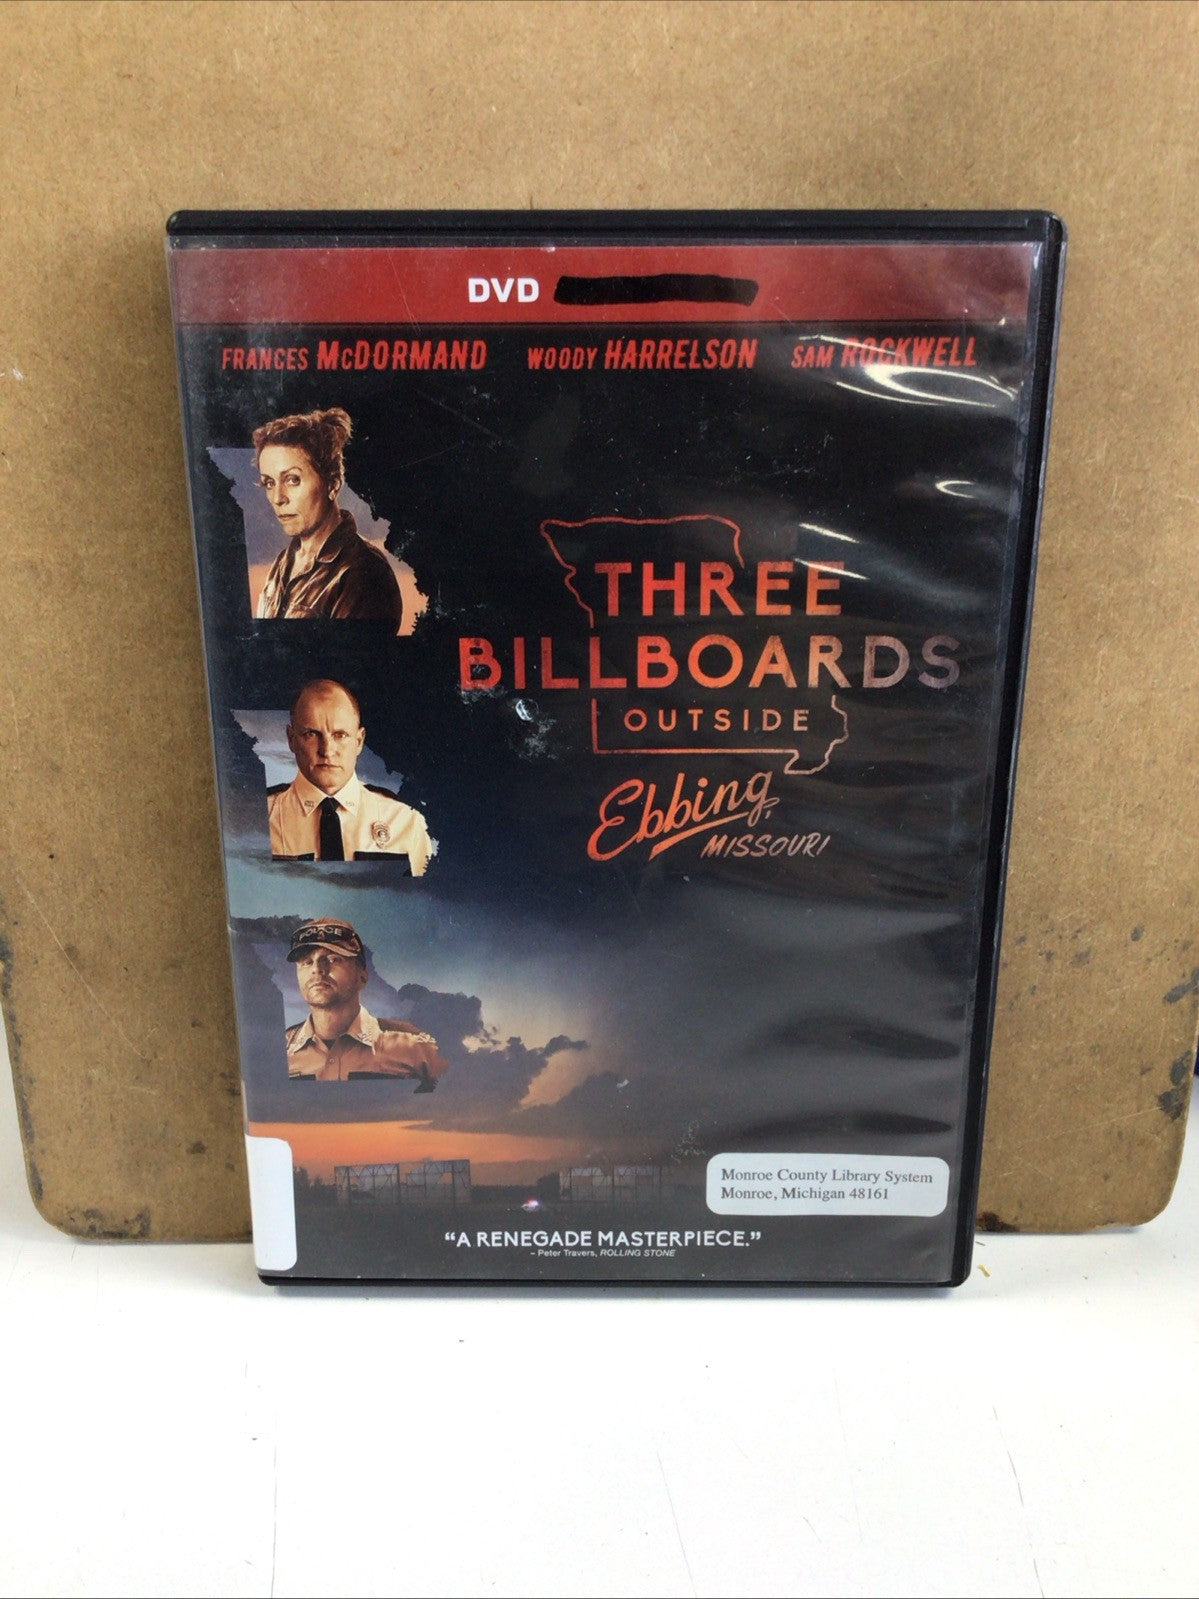 DVD
FRANCES McDORMAND WOODY HARRELSON SAM ROCKWELL
THREE
BILLBOARDS
OUTSIDE
Ebbing,
MISSOURI
POLICE
Monroe County Library System
Monroe, Michigan 48161
“A RENEGADE MASTERPIECE.”
– Peter Travers, ROLLING STONE